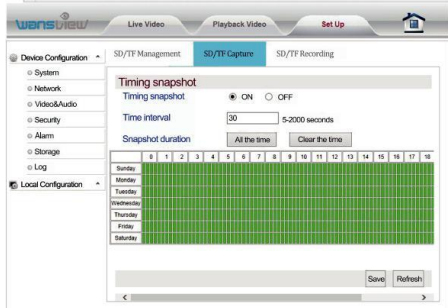 wansview
Live Video Playback Video Set Up
Device Configuration
System
Network
Video&Audio
Security
Alarm
Storage
Log
Local Configuration
SD/TF Management SD/TF Capture SD/TF Recording
Timing snapshot
Timing snapshot ON OFF
Time interval 30 5-2000 seconds
Snapshot duration All the time Clear the time
0 1 2 3 4 5 6 7 8 9 10 11 12 13 14 15 16 17 18
Sunday
Monday
Tuesday
Wednesday
Thursday
Friday
Saturday
Save Refresh